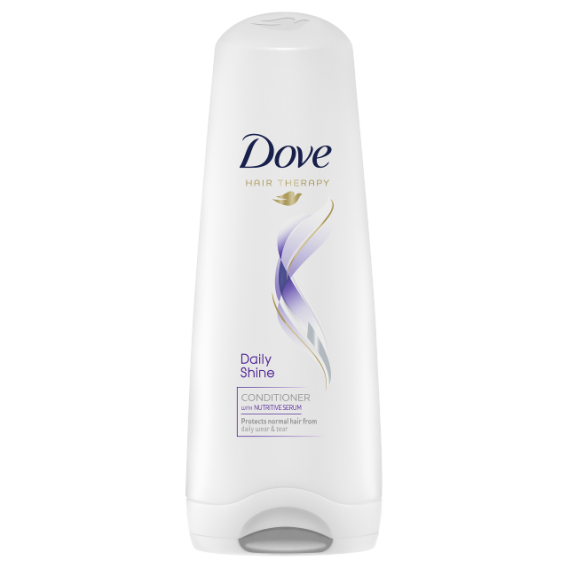 Dove
HAIR THERAPY
Daily
Shine
CONDITIONER
with NUTRITIVE SERUM
Protects normal hair from
daily wear & tear